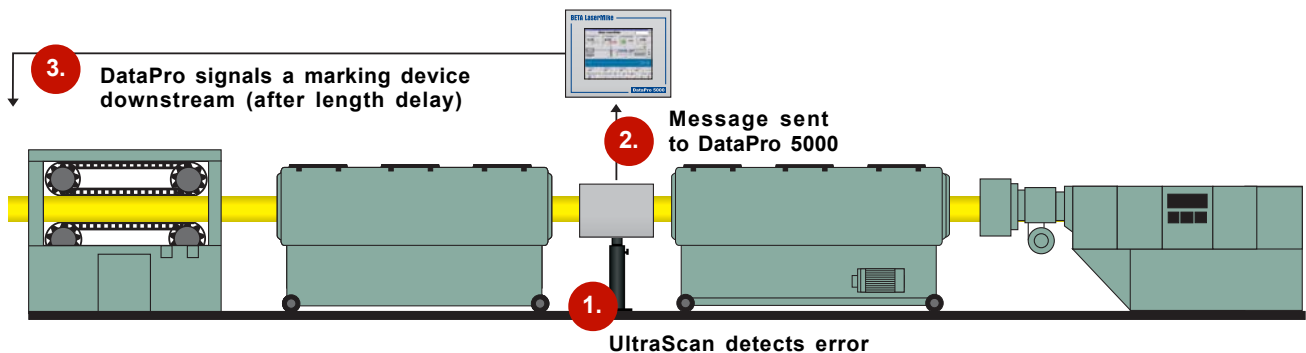 BETA LaserMike
DataPro 5000
3.
DataPro signals a marking device
downstream (after length delay)
2.
Message sent
to DataPro 5000
1.
UltraScan detects error